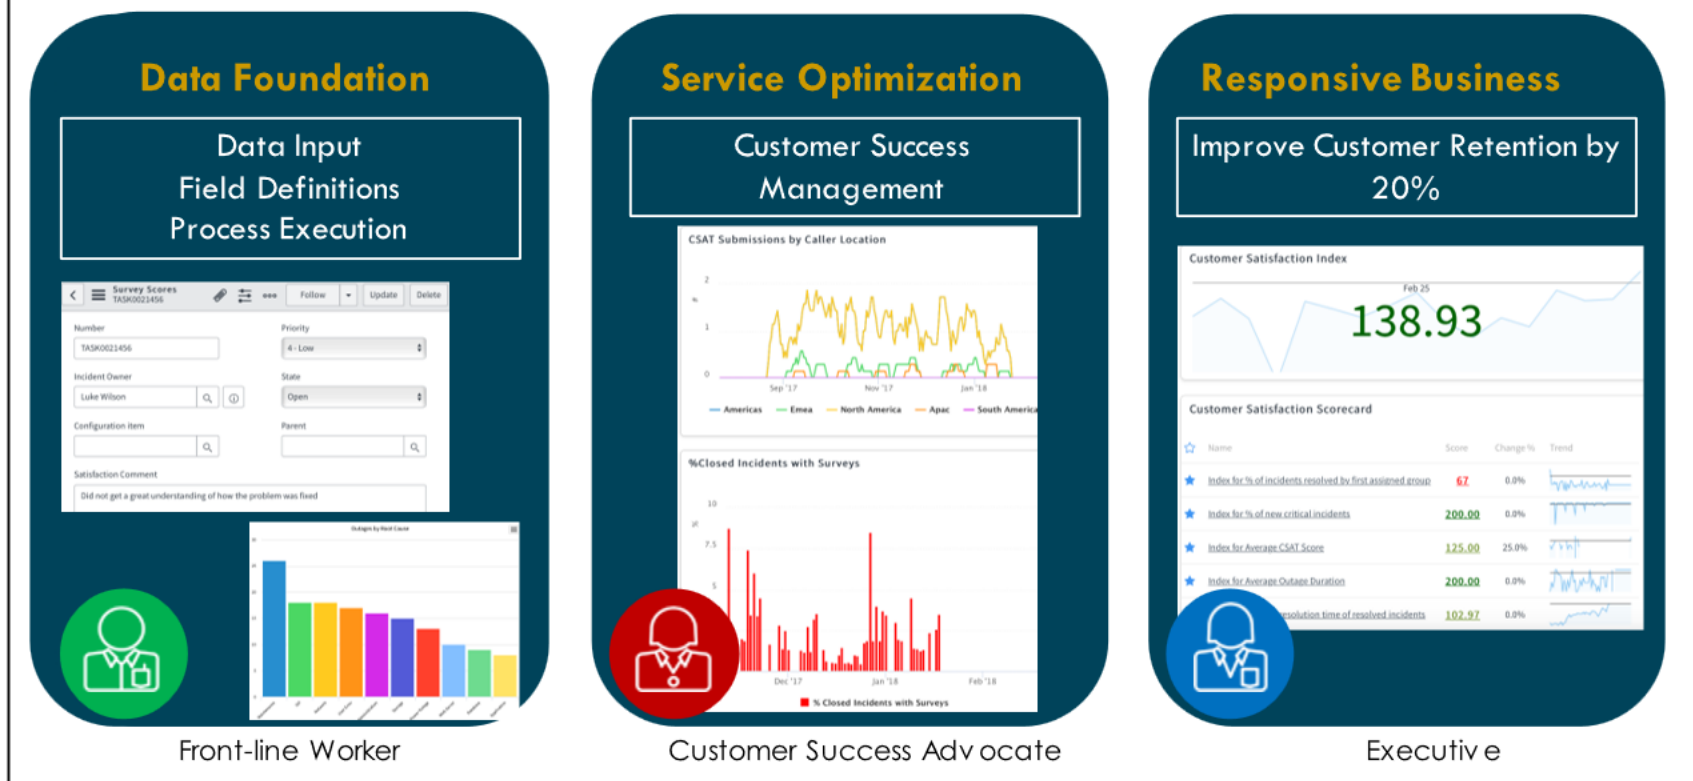 Data Foundation
Data Input
Field Definitions
Process Execution
Survey Scores
TASK0021456
Follow
Update
Delete
Number
Priority
TASK0021456
4 - Low
Incident Owner
State
Luke Wilson
Open
Configuration item
Parent
Satisfaction Comment
Did not get a great understanding of how the problem was fixed
Outages by Root Cause
Front-line Worker
Service Optimization
Customer Success
Management
CSAT Submissions by Caller Location
2
1
0
Sep '17 Nov '17 Jan '18
Americas Emea North America Apac South America
%Closed Incidents with Surveys
10
%
7.5
5
Dec '17 Jan '18 Feb '18
% Closed Incidents with Surveys
Customer Success Advocate
Responsive Business
Improve Customer Retention by
20%
Customer Satisfaction Index
Feb 25
138.93
Customer Satisfaction Scorecard
Name Score Change % Trend
Index for % of incidents resolved by first assigned group 67 0.0%
Index for % of new critical incidents 200.00 0.0%
Index for Average CSAT Score 125.00 25.0%
Index for Average Outage Duration 200.00 0.0%
resolution time of resolved incidents 102.97 0.0%
Executive